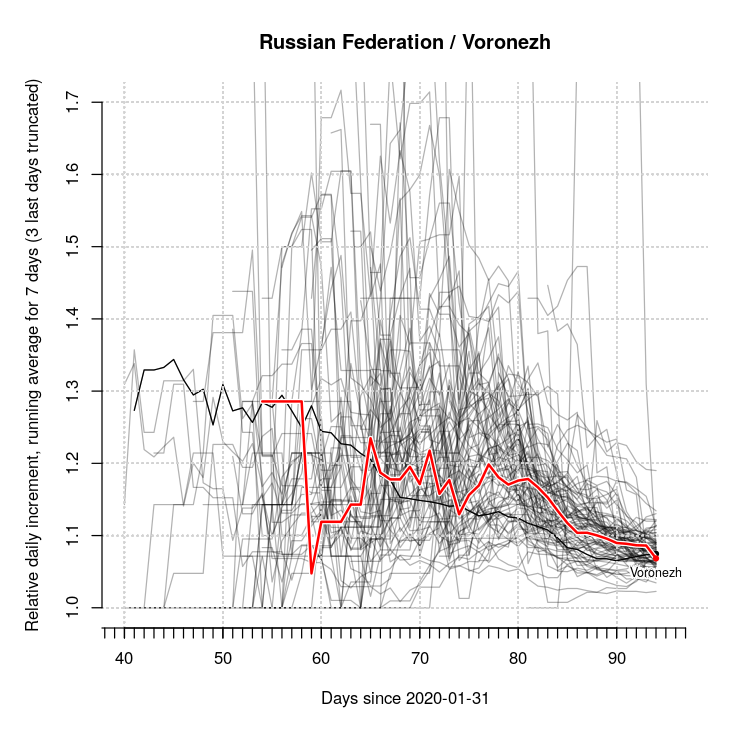 Russian Federation / Voronezh
Relative daily increment, running average for 7 days (3 last days truncated)
1.7
1.6
1.5
1.4
1.3
1.2
1.1
1.0
Voronezh
40 50 60 70 80 90
Days since 2020-01-31